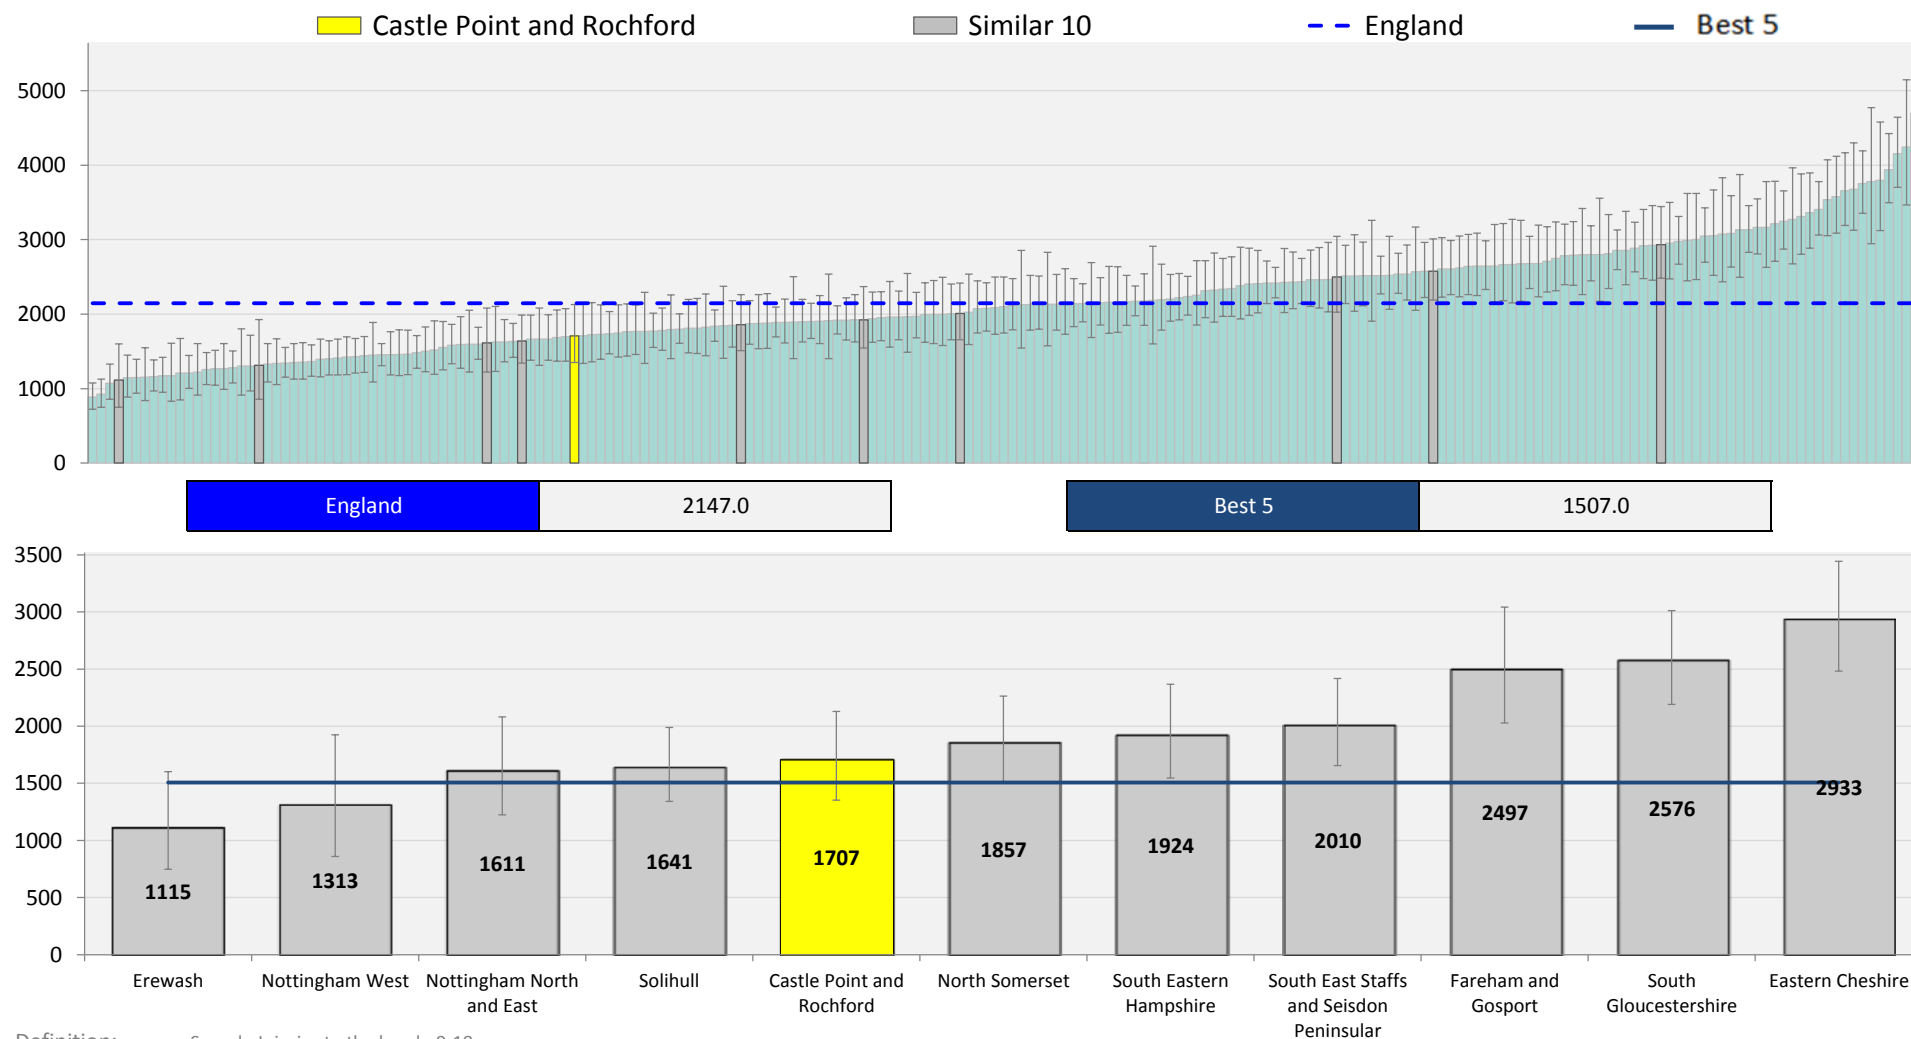 Castle Point and Rochford Similar 10 England Best 5
5000
4000
3000
2000
1000
0
England 2147.0 Best 5 1507.0
3500
3000
2500
2000
1500
1000
500
0
1115 1313 1611 1641 1707 1857 1924 2010 2497 2576 2933
Erewash Nottingham West Nottingham North Solihull Castle Point and North Somerset South Eastern South East Staffs Fareham and South Eastern Cheshire
and East Rochford Hampshire and Seisdon Gosport Gloucestershire
Peninsular